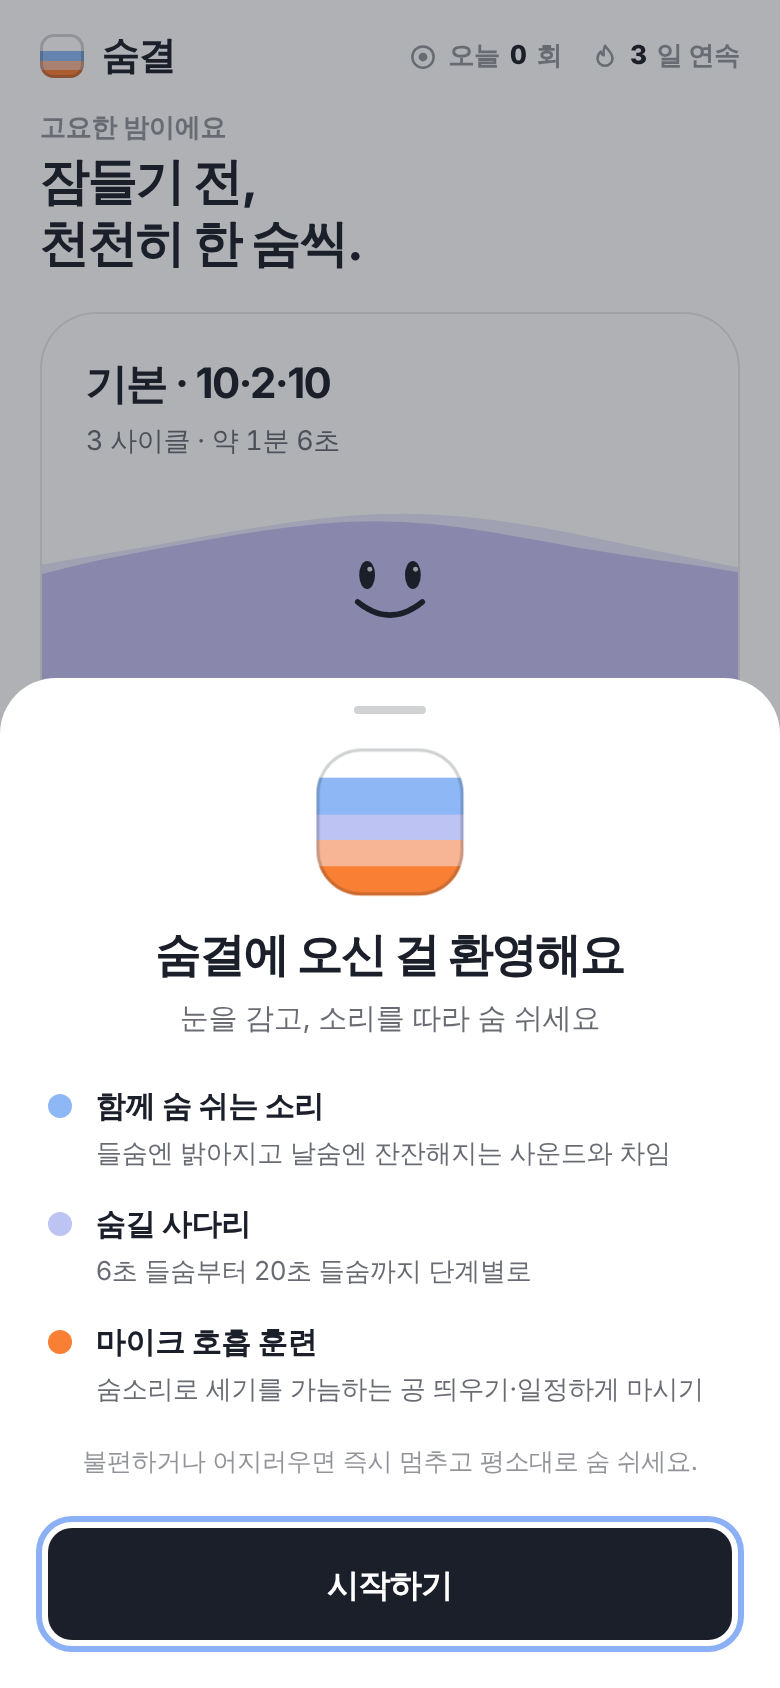 숨결
오늘 0 회 3 일 연속
고요한 밤이에요
잠들기 전,
천천히 한 숨씩.
기본 · 10·2·10
3 사이클 · 약 1분 6초
숨결에 오신 걸 환영해요
눈을 감고, 소리를 따라 숨 쉬세요
함께 숨 쉬는 소리
들숨엔 밝아지고 날숨엔 잔잔해지는 사운드와 차임
숨길 사다리
6초 들숨부터 20초 들숨까지 단계별로
마이크 호흡 훈련
숨소리로 세기를 가늠하는 공 띄우기·일정하게 마시기
불편하거나 어지러우면 즉시 멈추고 평소대로 숨 쉬세요.
시작하기